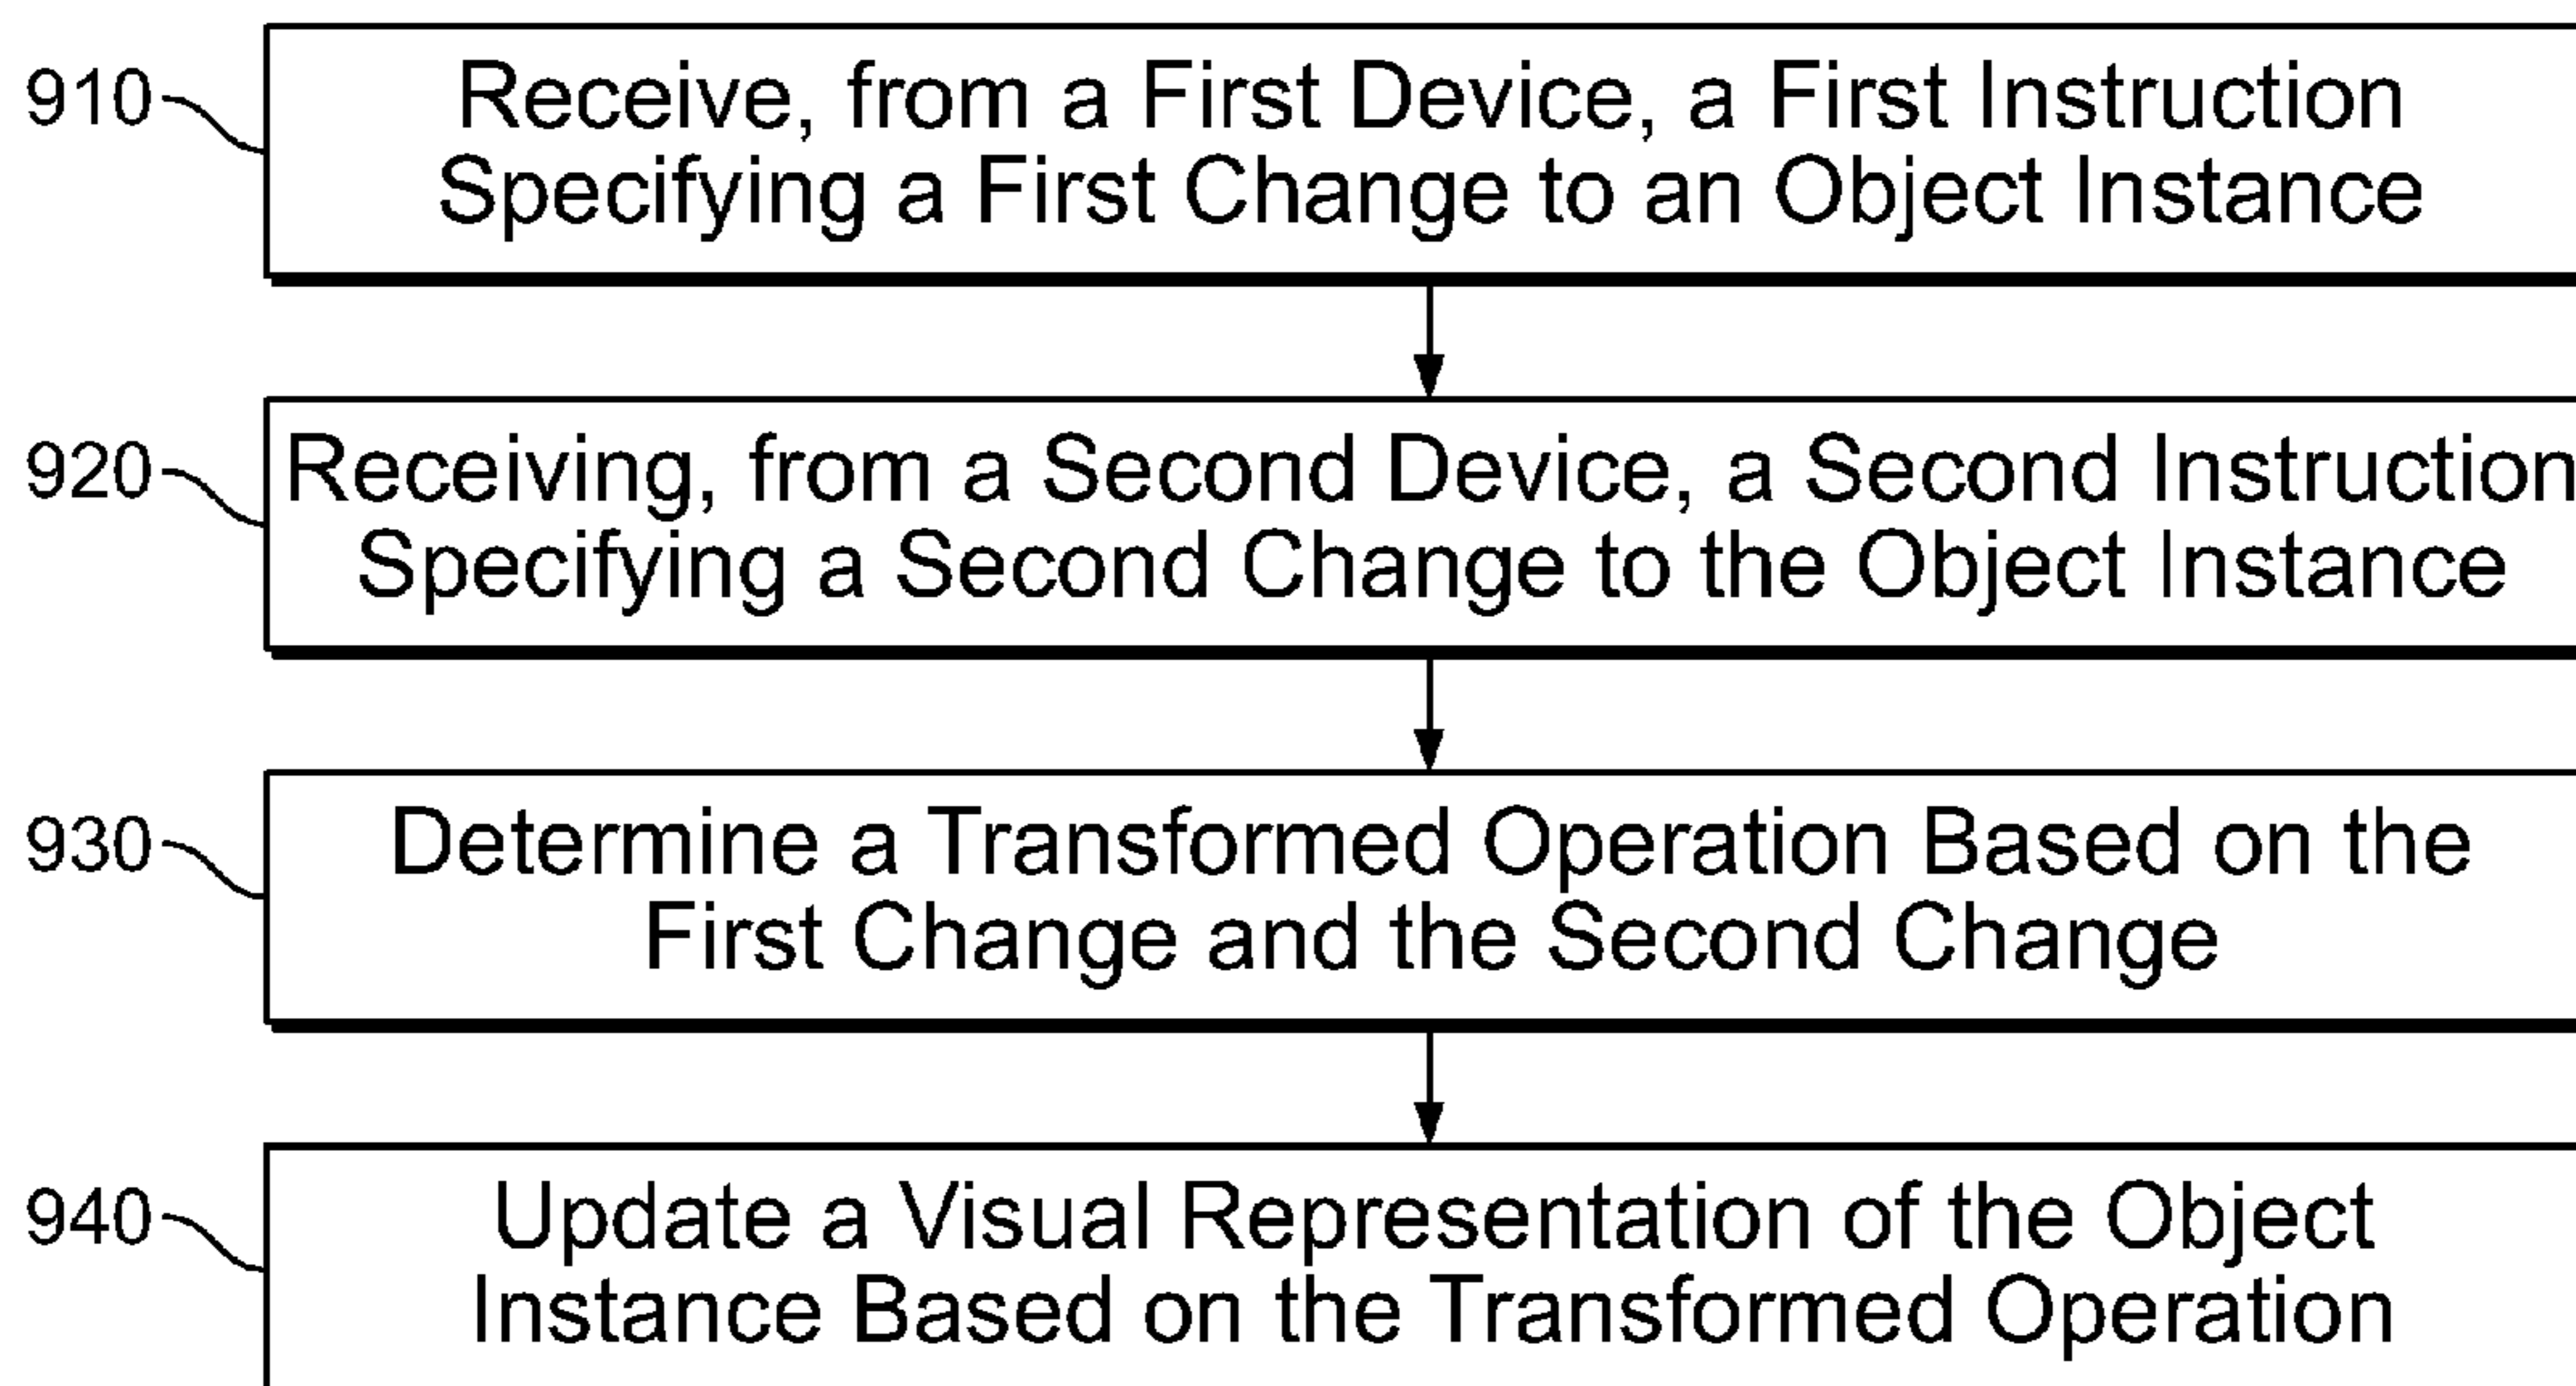 910
Receive, from a First Device, a First Instruction
Specifying a First Change to an Object Instance
920
Receiving, from a Second Device, a Second Instruction
Specifying a Second Change to the Object Instance
930
Determine a Transformed Operation Based on the
First Change and the Second Change
940
Update a Visual Representation of the Object
Instance Based on the Transformed Operation